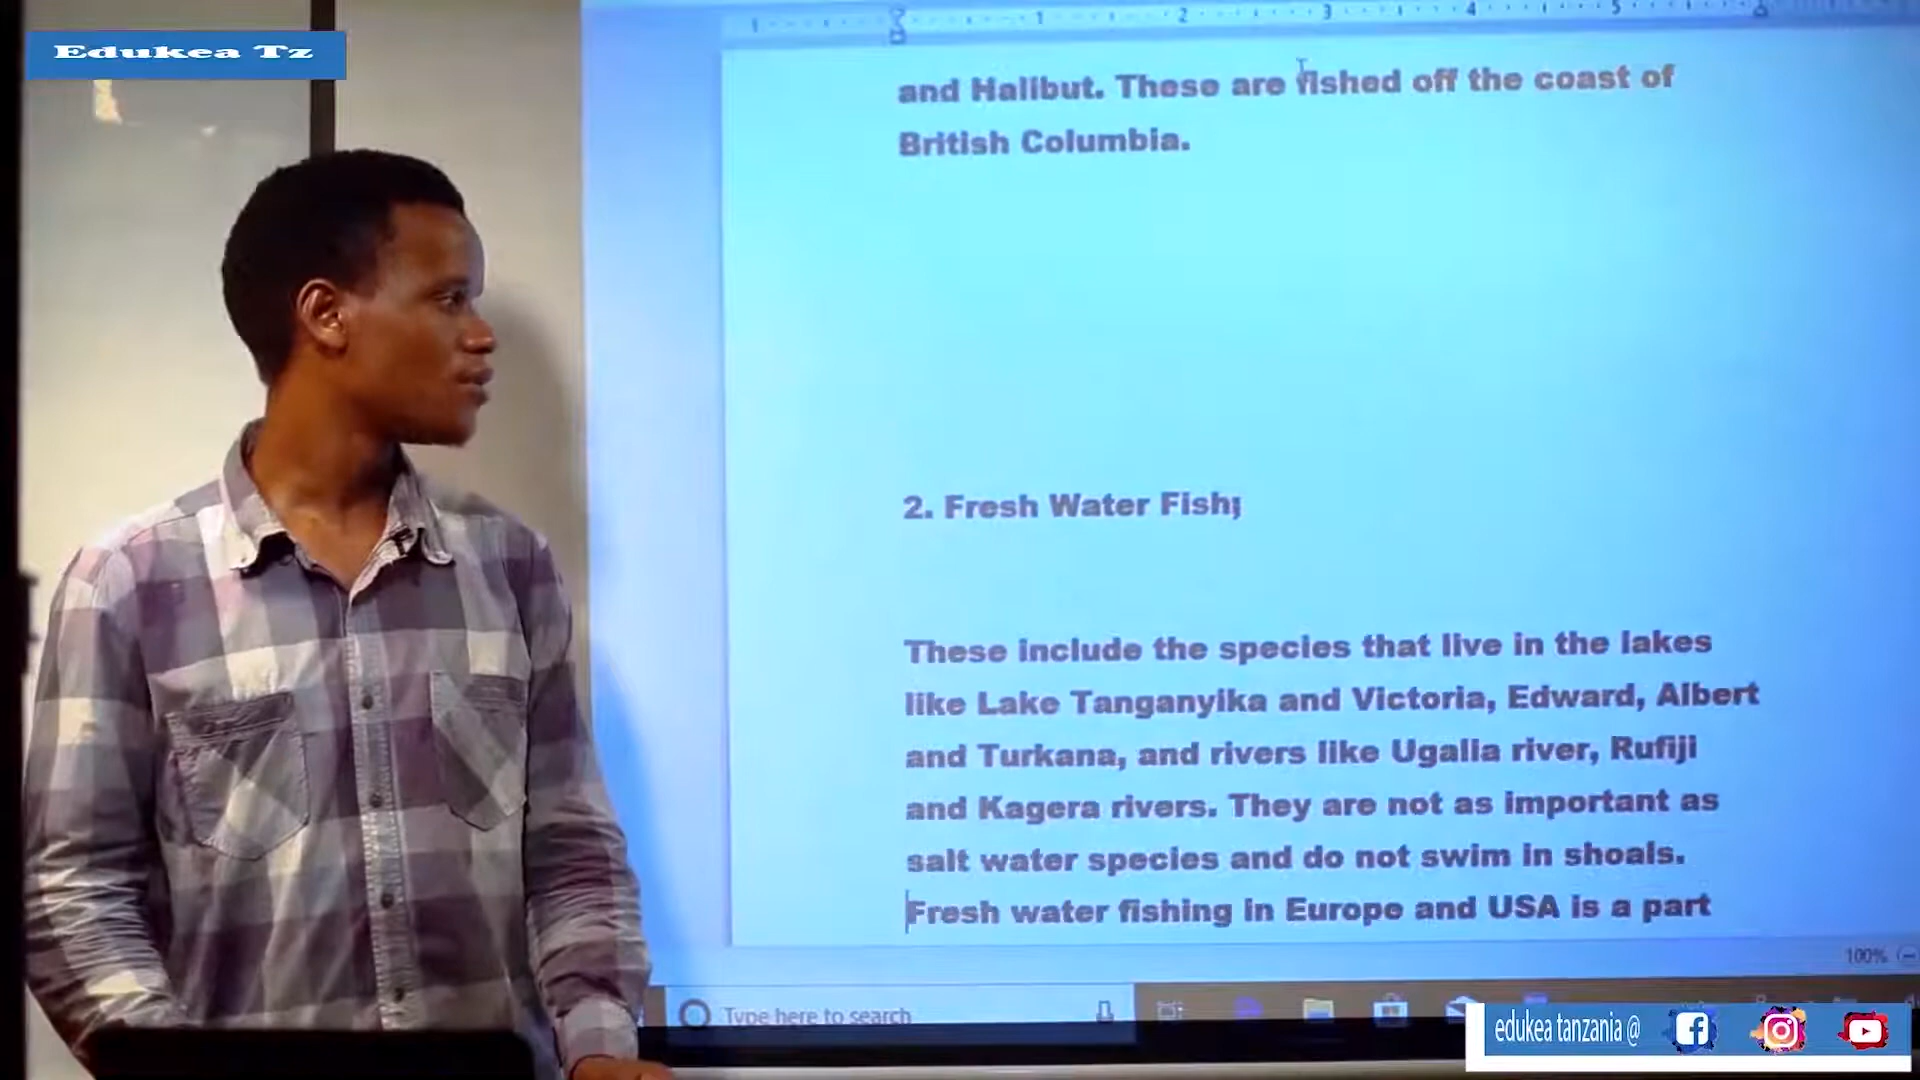 Edukea Tz
and Halibut. These are fished off the coast of
British Columbia.
2. Fresh Water Fish;
These include the species that live in the lakes
like Lake Tanganyika and Victoria, Edward, Albert
and Turkana, and rivers like Ugalla river, Rufiji
and Kagera rivers. They are not as important as
salt water species and do not swim in shoals.
Fresh water fishing in Europe and USA is a part
100%
Type here to search
edukea tanzania @